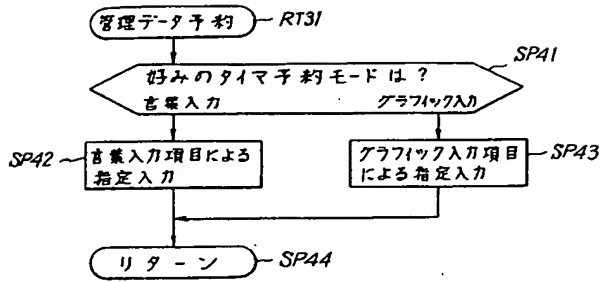 管理データ予約
RT31
好みのタイマ予約モードは?
SP41
言葉入力
グラフィック入力
SP42
言葉入力項目による
指定入力
グラフィック入力項目
による指定入力
SP43
リターン
SP44